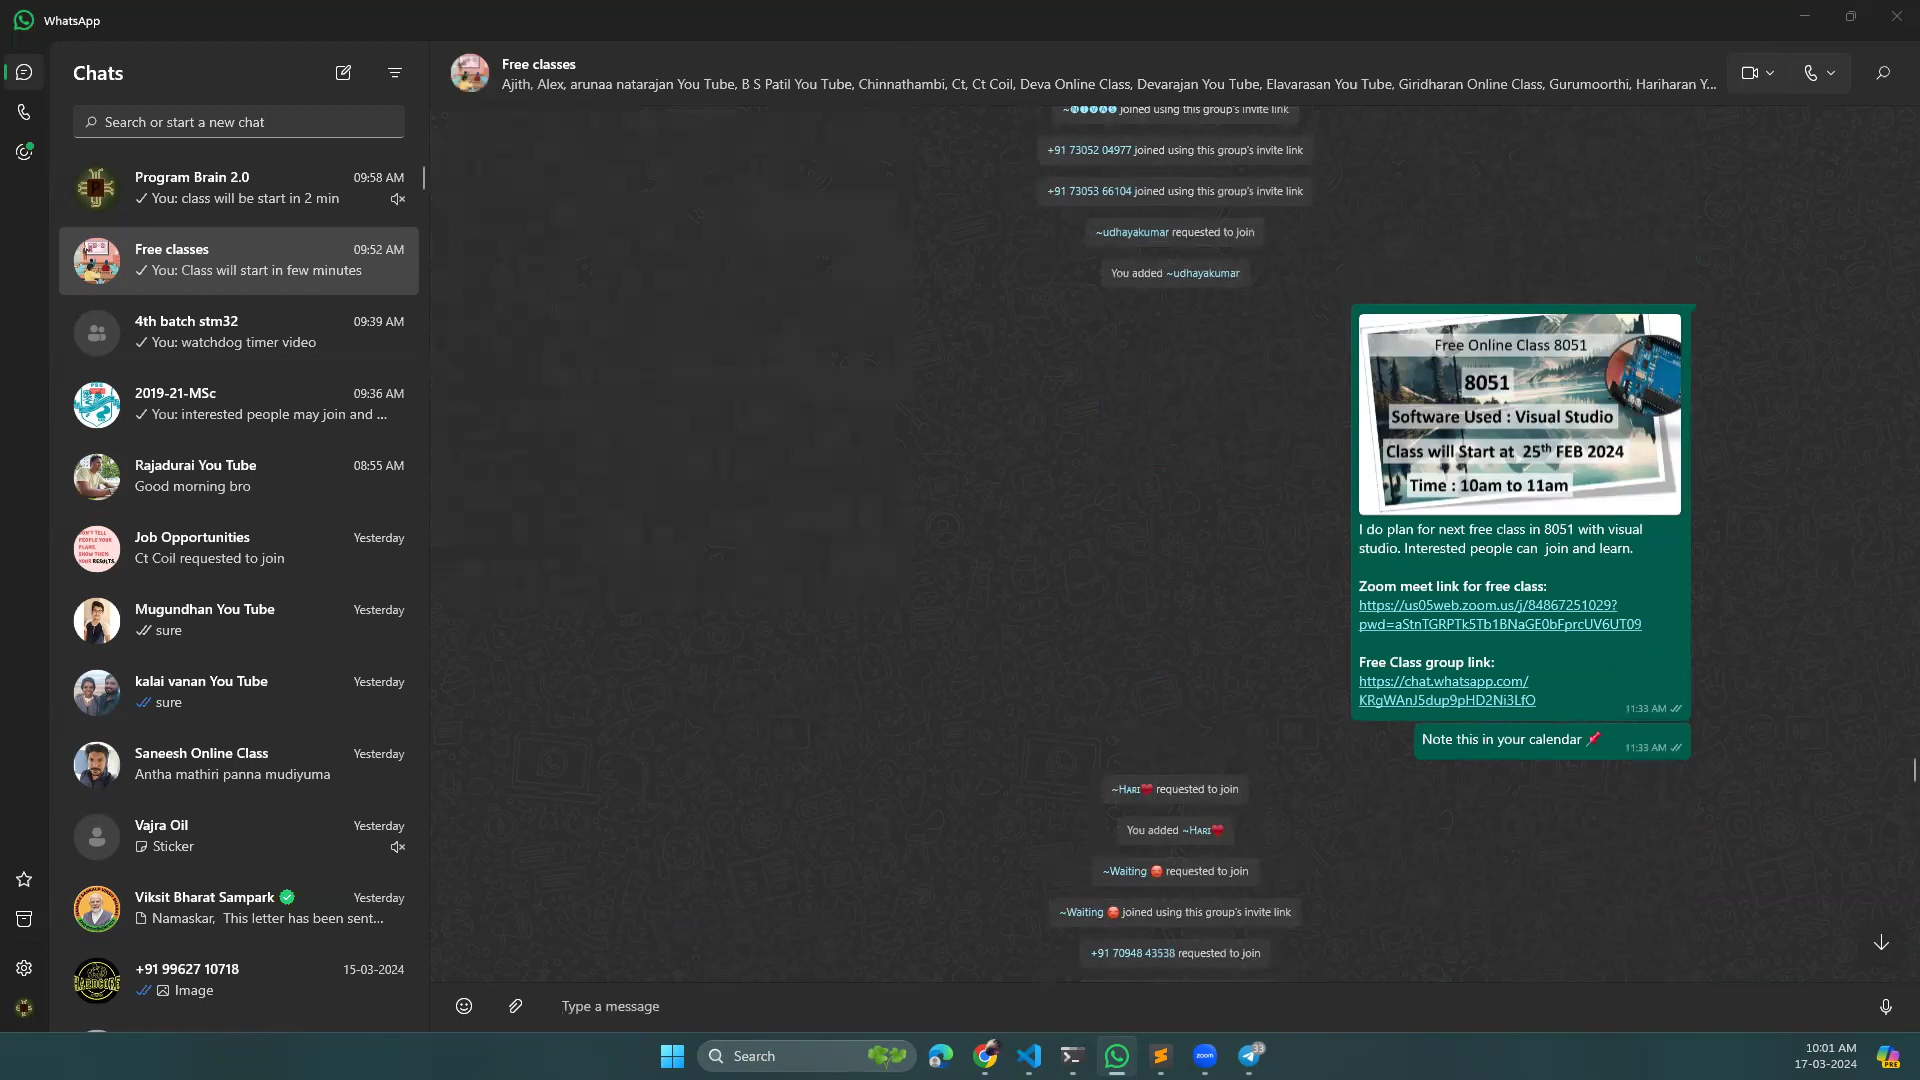 WhatsApp
Chats
Search or start a new chat
Program Brain 2.0
09:58 AM
You: class will be start in 2 min
Free classes
09:52 AM
You: Class will start in few minutes
4th batch stm32
09:39 AM
You: watchdog timer video
2019-21-MSc
09:36 AM
You: interested people may join and ...
Rajadurai You Tube
08:55 AM
Good morning bro
Job Opportunities
Yesterday
Ct Coil requested to join
Mugundhan You Tube
Yesterday
sure
kalai vanan You Tube
Yesterday
sure
Saneesh Online Class
Yesterday
Antha mathiri panna mudiyuma
Vajra Oil
Yesterday
Sticker
Viksit Bharat Sampark
Yesterday
Namaskar, This letter has been sent...
+91 99627 10718
15-03-2024
Image
Free classes
Ajith, Alex, arunaa natarajan You Tube, B S Patil You Tube, Chinnathambi, Ct, Ct Coil, Deva Online Class, Devarajan You Tube, Elavarasan You Tube, Giridharan Online Class, Gurumoorthi, Hariharan Y...
~🅝🅘🅥🅐🅢 joined using this group's invite link
+91 73052 04977 joined using this group's invite link
+91 73053 66104 joined using this group's invite link
~udhayakumar requested to join
You added ~udhayakumar
Free Online Class 8051
8051
Software Used : Visual Studio
Class will Start at 25th FEB 2024
Time : 10am to 11am
I do plan for next free class in 8051 with visual
studio. Interested people can join and learn.
Zoom meet link for free class:
https://us05web.zoom.us/j/84867251029?
pwd=aStnTGRPTk5Tb1BNaGE0bFprcUV6UT09
Free Class group link:
https://chat.whatsapp.com/
KRgWAnJ5dup9pHD2Ni3LfO
11:33 AM
Note this in your calendar 📌
11:33 AM
~Hᴀʀɪ❤️ requested to join
You added ~Hᴀʀɪ❤️
~Waiting requested to join
~Waiting joined using this group's invite link
+91 70948 43538 requested to join
Type a message
Search
zoom
33
10:01 AM
17-03-2024
PRE